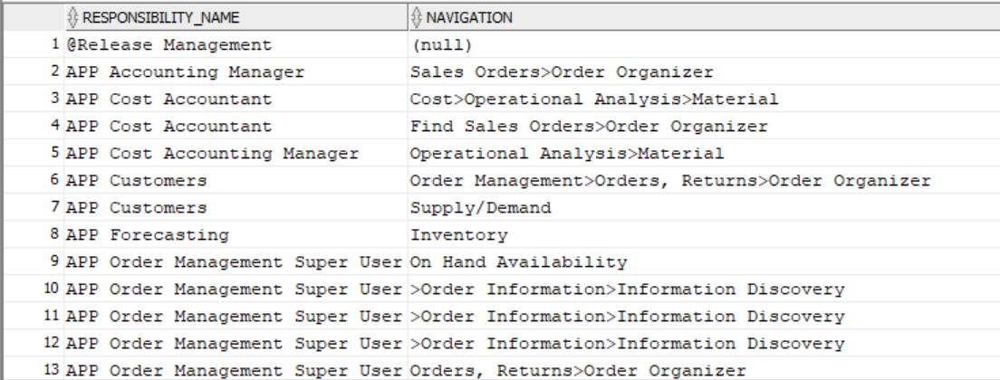 RESPONSIBILITY_NAME NAVIGATION
1 @Release Management (null)
2 APP Accounting Manager Sales Orders>Order Organizer
3 APP Cost Accountant Cost>Operational Analysis>Material
4 APP Cost Accountant Find Sales Orders>Order Organizer
5 APP Cost Accounting Manager Operational Analysis>Material
6 APP Customers Order Management>Orders, Returns>Order Organizer
7 APP Customers Supply/Demand
8 APP Forecasting Inventory
9 APP Order Management Super User On Hand Availability
10 APP Order Management Super User >Order Information>Information Discovery
11 APP Order Management Super User >Order Information>Information Discovery
12 APP Order Management Super User >Order Information>Information Discovery
13 APP Order Management Super User Orders, Returns>Order Organizer